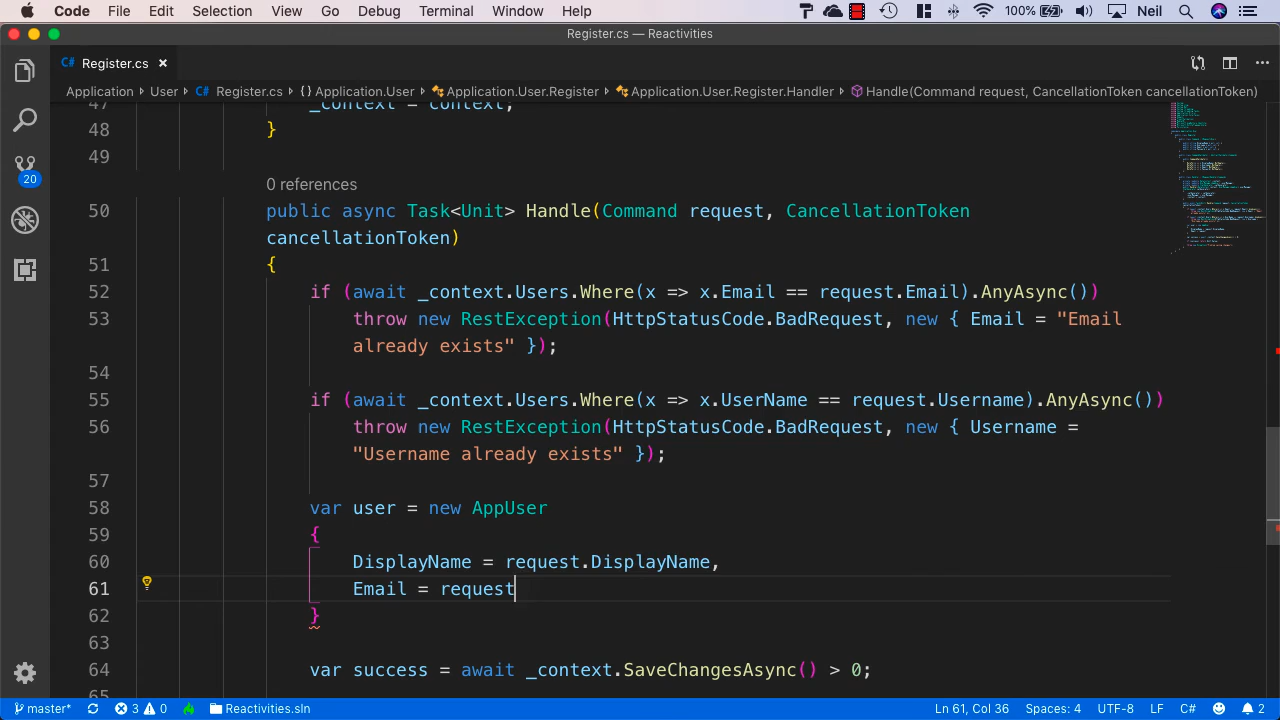 Code File Edit Selection View Go Debug Terminal Window Help 100% Neil
Register.cs — Reactivities
C# Register.cs ×
Application > User > C# Register.cs > { } Application.User > Application.User.Register > Application.User.Register.Handler > Handle(Command request, CancellationToken cancellationToken)
47 _context = context;
48 }
49
0 references
50 public async Task<Unit> Handle(Command request, CancellationToken
cancellationToken)
51 {
52 if (await _context.Users.Where(x => x.Email == request.Email).AnyAsync())
53 throw new RestException(HttpStatusCode.BadRequest, new { Email = "Email
already exists" });
54
55 if (await _context.Users.Where(x => x.UserName == request.Username).AnyAsync())
56 throw new RestException(HttpStatusCode.BadRequest, new { Username =
"Username already exists" });
57
58 var user = new AppUser
59 {
60 DisplayName = request.DisplayName,
61 Email = request
62 }
63
64 var success = await _context.SaveChangesAsync() > 0;
65
20
master* 3 0 Reactivities.sln Ln 61, Col 36 Spaces: 4 UTF-8 LF C# 2